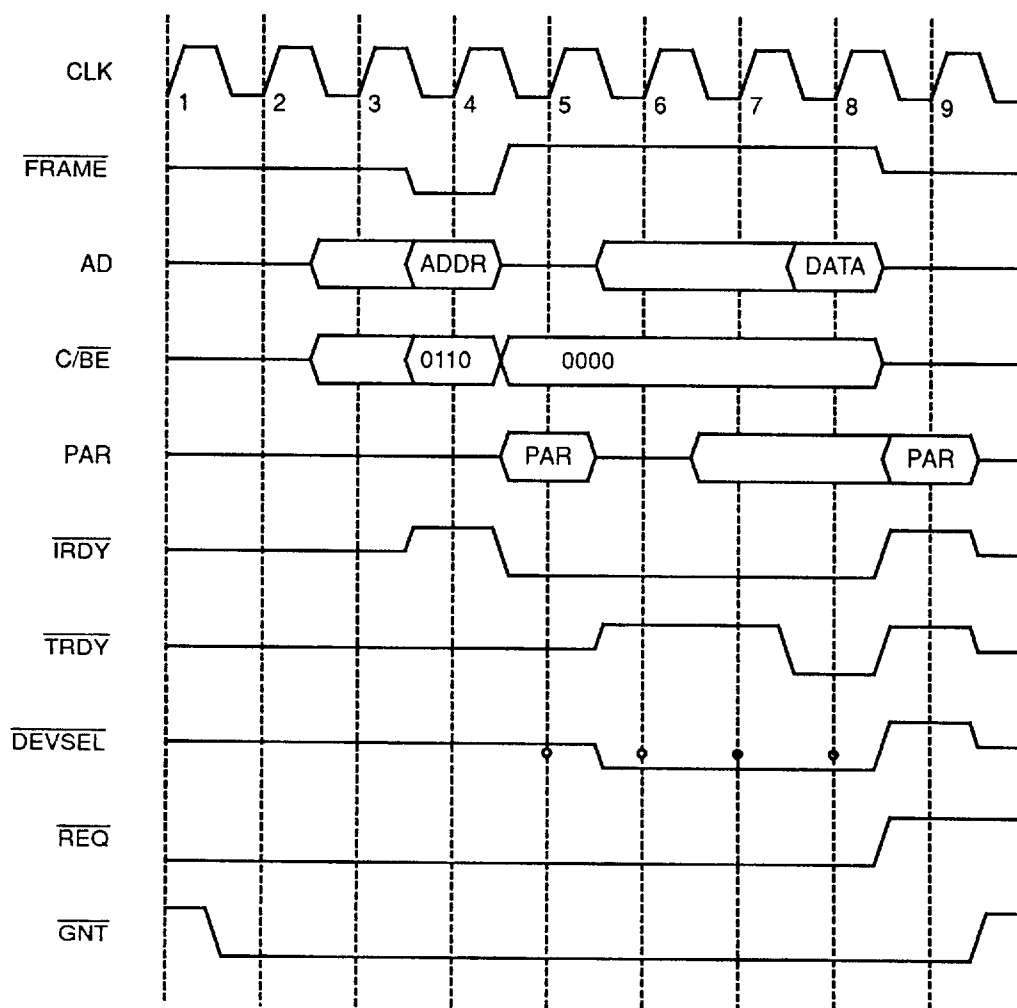 CLK
1 2 3 4 5 6 7 8 9
FRAME
AD
ADDR
DATA
C/BE
0110
0000
PAR
PAR
PAR
IRDY
TRDY
DEVSEL
REQ
GNT